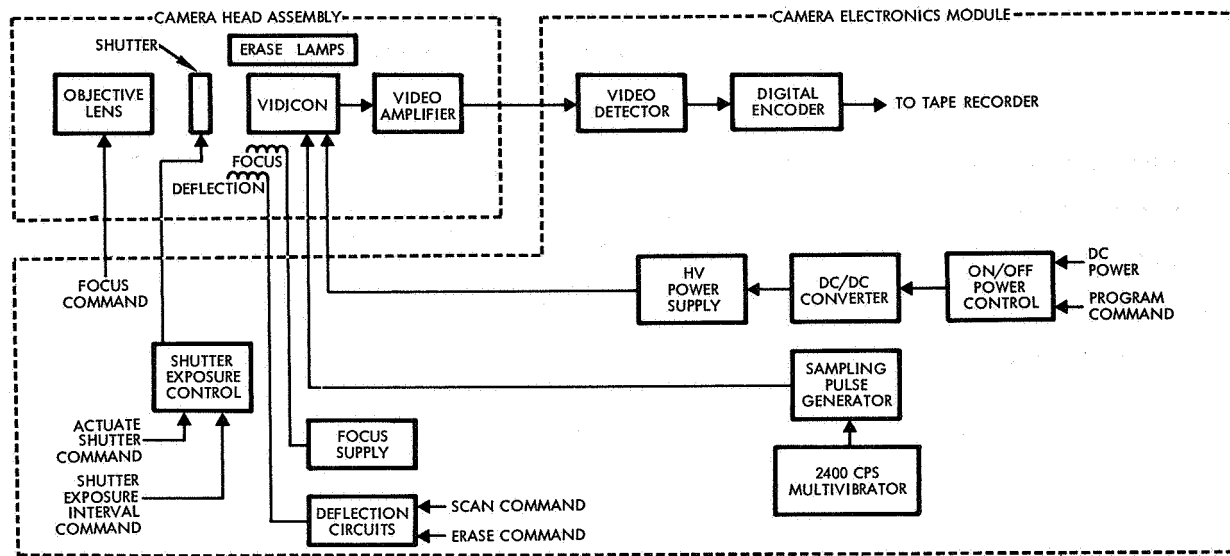 CAMERA HEAD ASSEMBLY
CAMERA ELECTRONICS MODULE
SHUTTER
ERASE LAMPS
OBJECTIVE
LENS
VIDICON
VIDEO
AMPLIFIER
VIDEO
DETECTOR
DIGITAL
ENCODER
TO TAPE RECORDER
FOCUS
DEFLECTION
FOCUS
COMMAND
HV
POWER
SUPPLY
DC/DC
CONVERTER
ON/OFF
POWER
CONTROL
DC
POWER
PROGRAM
COMMAND
SHUTTER
EXPOSURE
CONTROL
SAMPLING
PULSE
GENERATOR
ACTUATE
SHUTTER
COMMAND
FOCUS
SUPPLY
2400 CPS
MULTIVIBRATOR
SHUTTER
EXPOSURE
INTERVAL
COMMAND
DEFLECTION
CIRCUITS
SCAN COMMAND
ERASE COMMAND